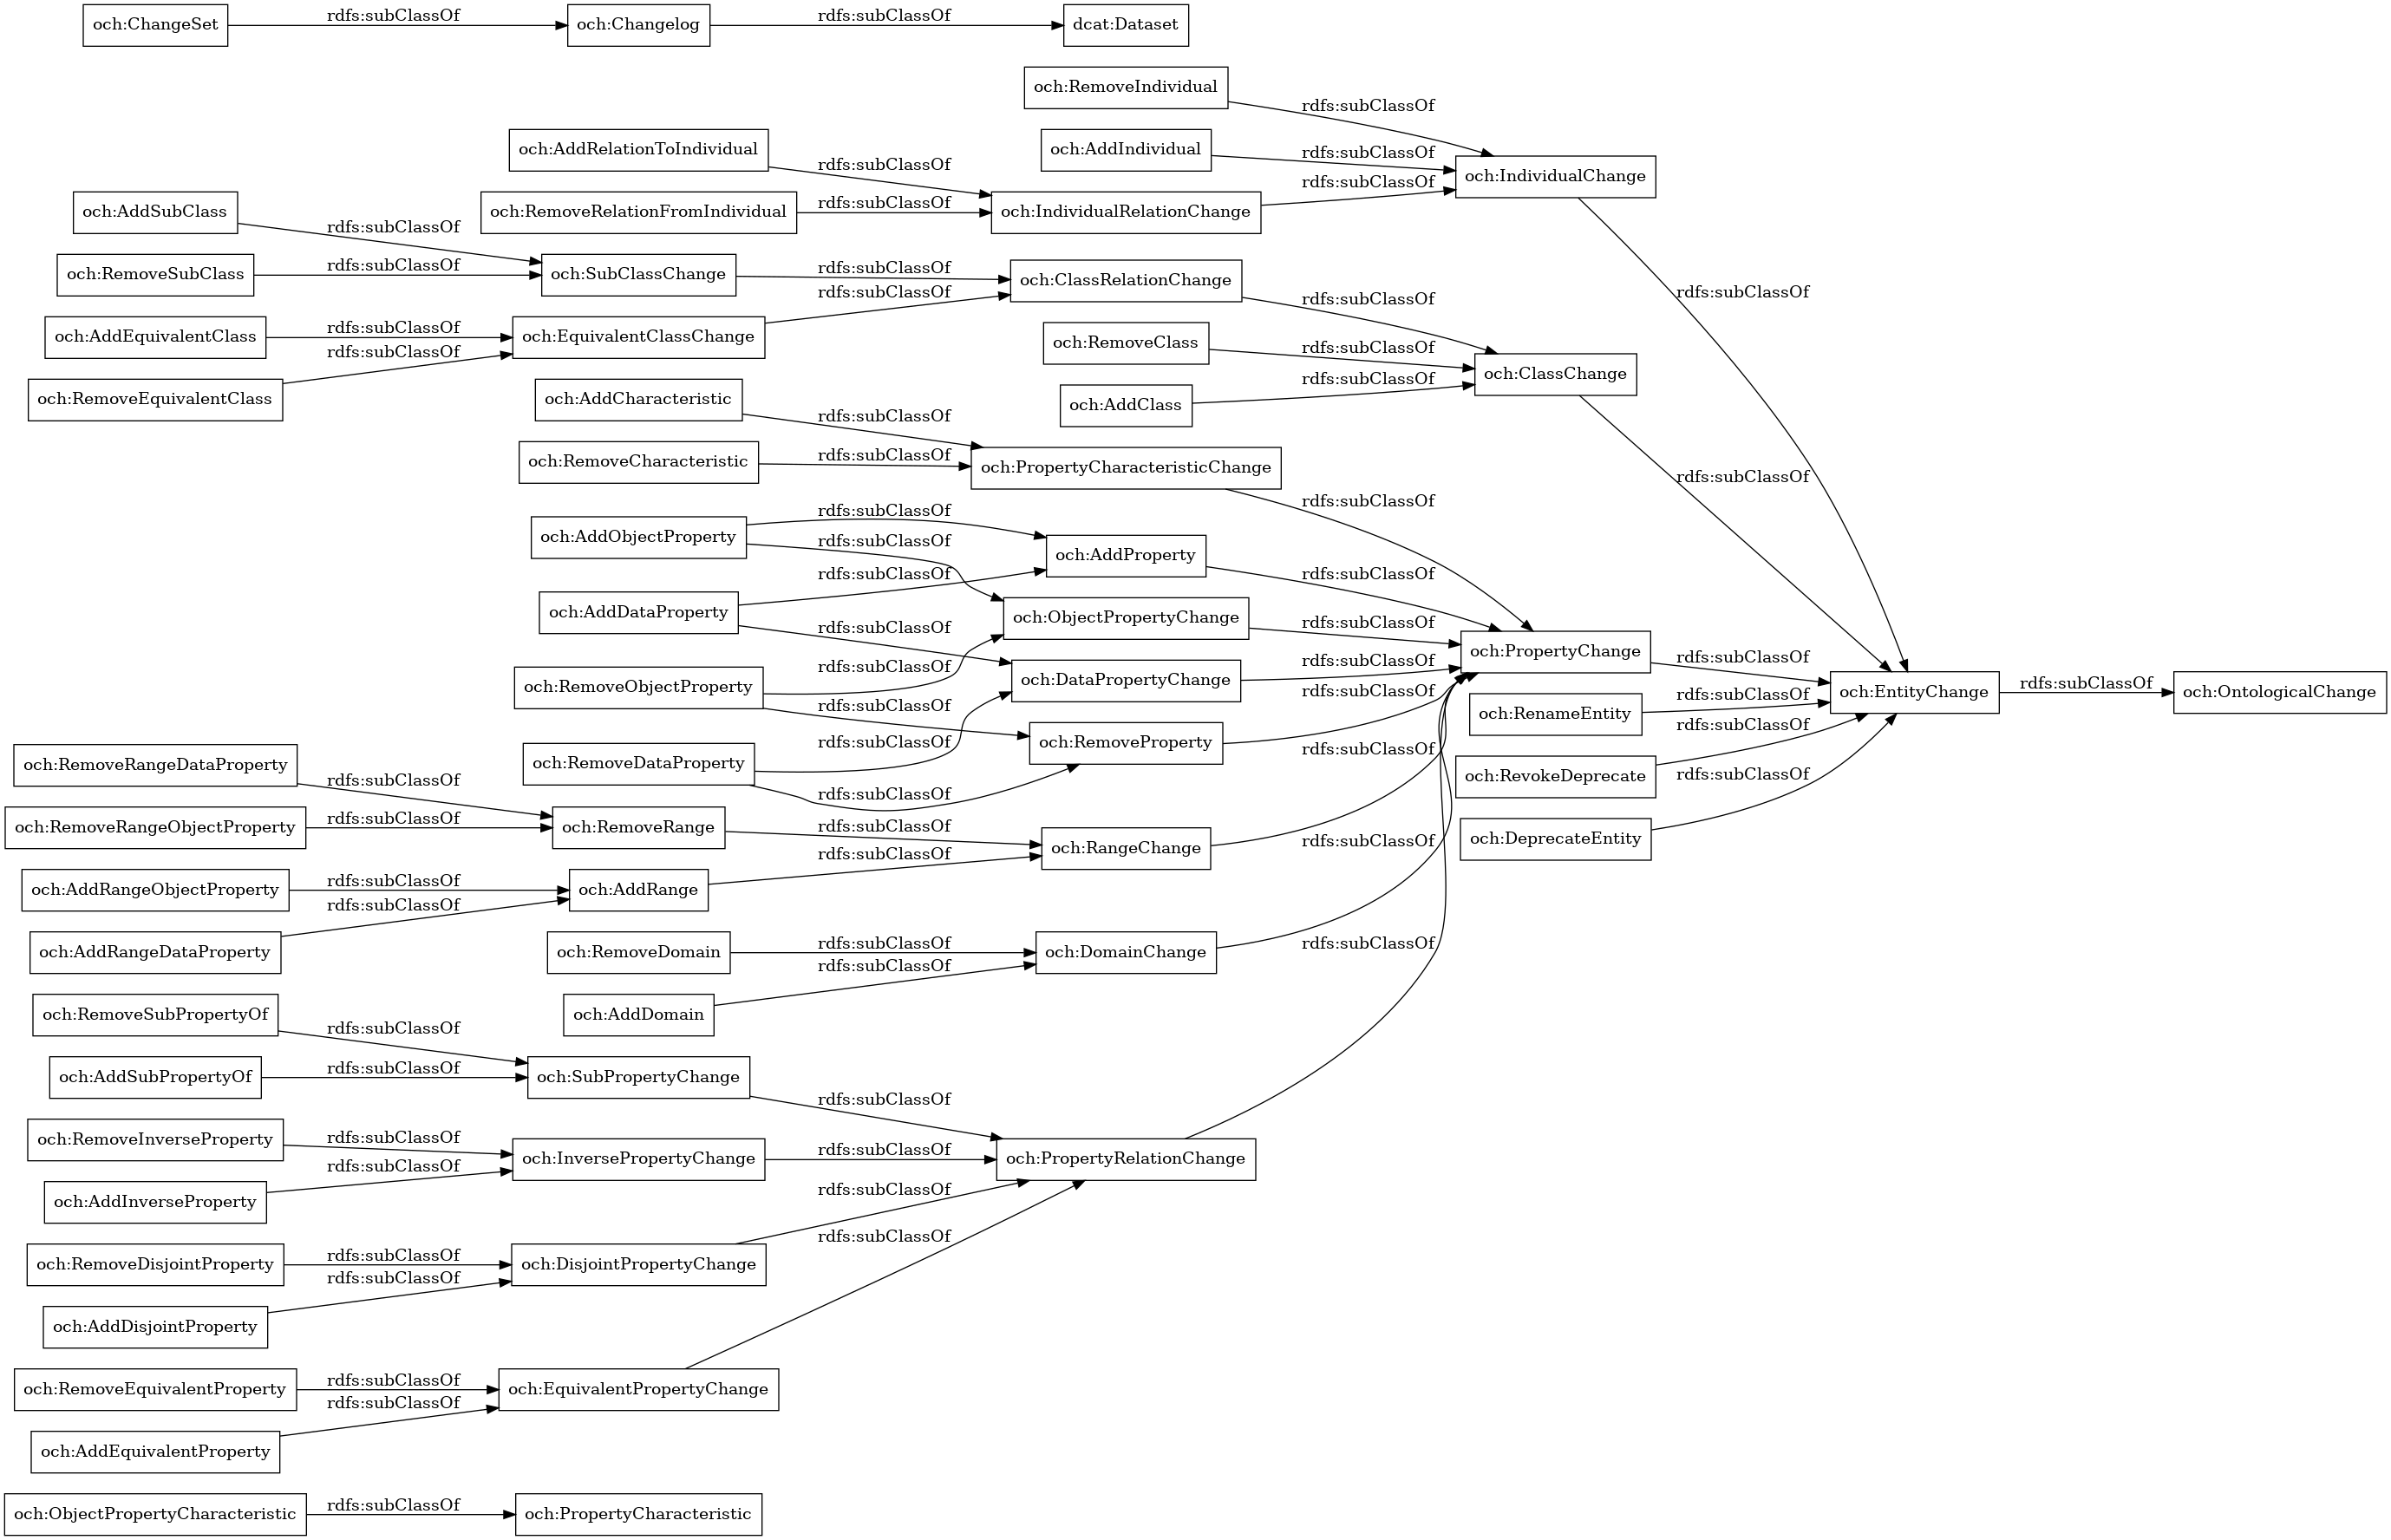 och:ChangeSet
rdfs:subClassOf
och:Changelog
rdfs:subClassOf
dcat:Dataset
och:RemoveIndividual
rdfs:subClassOf
och:AddRelationToIndividual
rdfs:subClassOf
och:AddIndividual
rdfs:subClassOf
och:IndividualChange
och:AddSubClass
rdfs:subClassOf
och:RemoveRelationFromIndividual
rdfs:subClassOf
och:IndividualRelationChange
rdfs:subClassOf
och:RemoveSubClass
rdfs:subClassOf
och:SubClassChange
rdfs:subClassOf
och:ClassRelationChange
rdfs:subClassOf
rdfs:subClassOf
och:AddEquivalentClass
rdfs:subClassOf
och:EquivalentClassChange
rdfs:subClassOf
och:RemoveClass
rdfs:subClassOf
och:ClassChange
och:RemoveEquivalentClass
rdfs:subClassOf
och:AddCharacteristic
rdfs:subClassOf
och:AddClass
rdfs:subClassOf
och:RemoveCharacteristic
rdfs:subClassOf
och:PropertyCharacteristicChange
rdfs:subClassOf
rdfs:subClassOf
och:AddObjectProperty
rdfs:subClassOf
rdfs:subClassOf
och:AddProperty
rdfs:subClassOf
och:AddDataProperty
rdfs:subClassOf
rdfs:subClassOf
och:ObjectPropertyChange
rdfs:subClassOf
och:PropertyChange
rdfs:subClassOf
och:RemoveObjectProperty
rdfs:subClassOf
rdfs:subClassOf
och:DataPropertyChange
rdfs:subClassOf
och:EntityChange
rdfs:subClassOf
och:OntologicalChange
och:RemoveProperty
rdfs:subClassOf
och:RenameEntity
rdfs:subClassOf
och:RemoveRangeDataProperty
rdfs:subClassOf
och:RemoveDataProperty
rdfs:subClassOf
rdfs:subClassOf
och:RevokeDeprecate
rdfs:subClassOf
och:RemoveRangeObjectProperty
rdfs:subClassOf
och:RemoveRange
rdfs:subClassOf
och:RangeChange
rdfs:subClassOf
och:DeprecateEntity
rdfs:subClassOf
och:AddRangeObjectProperty
rdfs:subClassOf
och:AddRange
rdfs:subClassOf
och:AddRangeDataProperty
rdfs:subClassOf
och:RemoveDomain
rdfs:subClassOf
och:DomainChange
rdfs:subClassOf
och:AddDomain
rdfs:subClassOf
och:RemoveSubPropertyOf
rdfs:subClassOf
och:AddSubPropertyOf
rdfs:subClassOf
och:SubPropertyChange
rdfs:subClassOf
och:RemoveInverseProperty
rdfs:subClassOf
och:InversePropertyChange
rdfs:subClassOf
och:PropertyRelationChange
rdfs:subClassOf
och:AddInverseProperty
rdfs:subClassOf
och:RemoveDisjointProperty
rdfs:subClassOf
och:DisjointPropertyChange
rdfs:subClassOf
och:AddDisjointProperty
rdfs:subClassOf
och:RemoveEquivalentProperty
rdfs:subClassOf
och:EquivalentPropertyChange
rdfs:subClassOf
och:AddEquivalentProperty
rdfs:subClassOf
och:ObjectPropertyCharacteristic
rdfs:subClassOf
och:PropertyCharacteristic